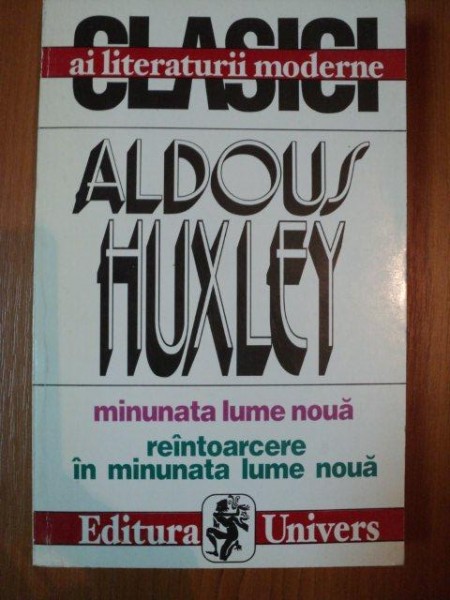 CLASICI
ai literaturii moderne
ALDOUS
HUXLEY
minunata lume nouă
reîntoarcere
în minunata lume nouă
Editura Univers